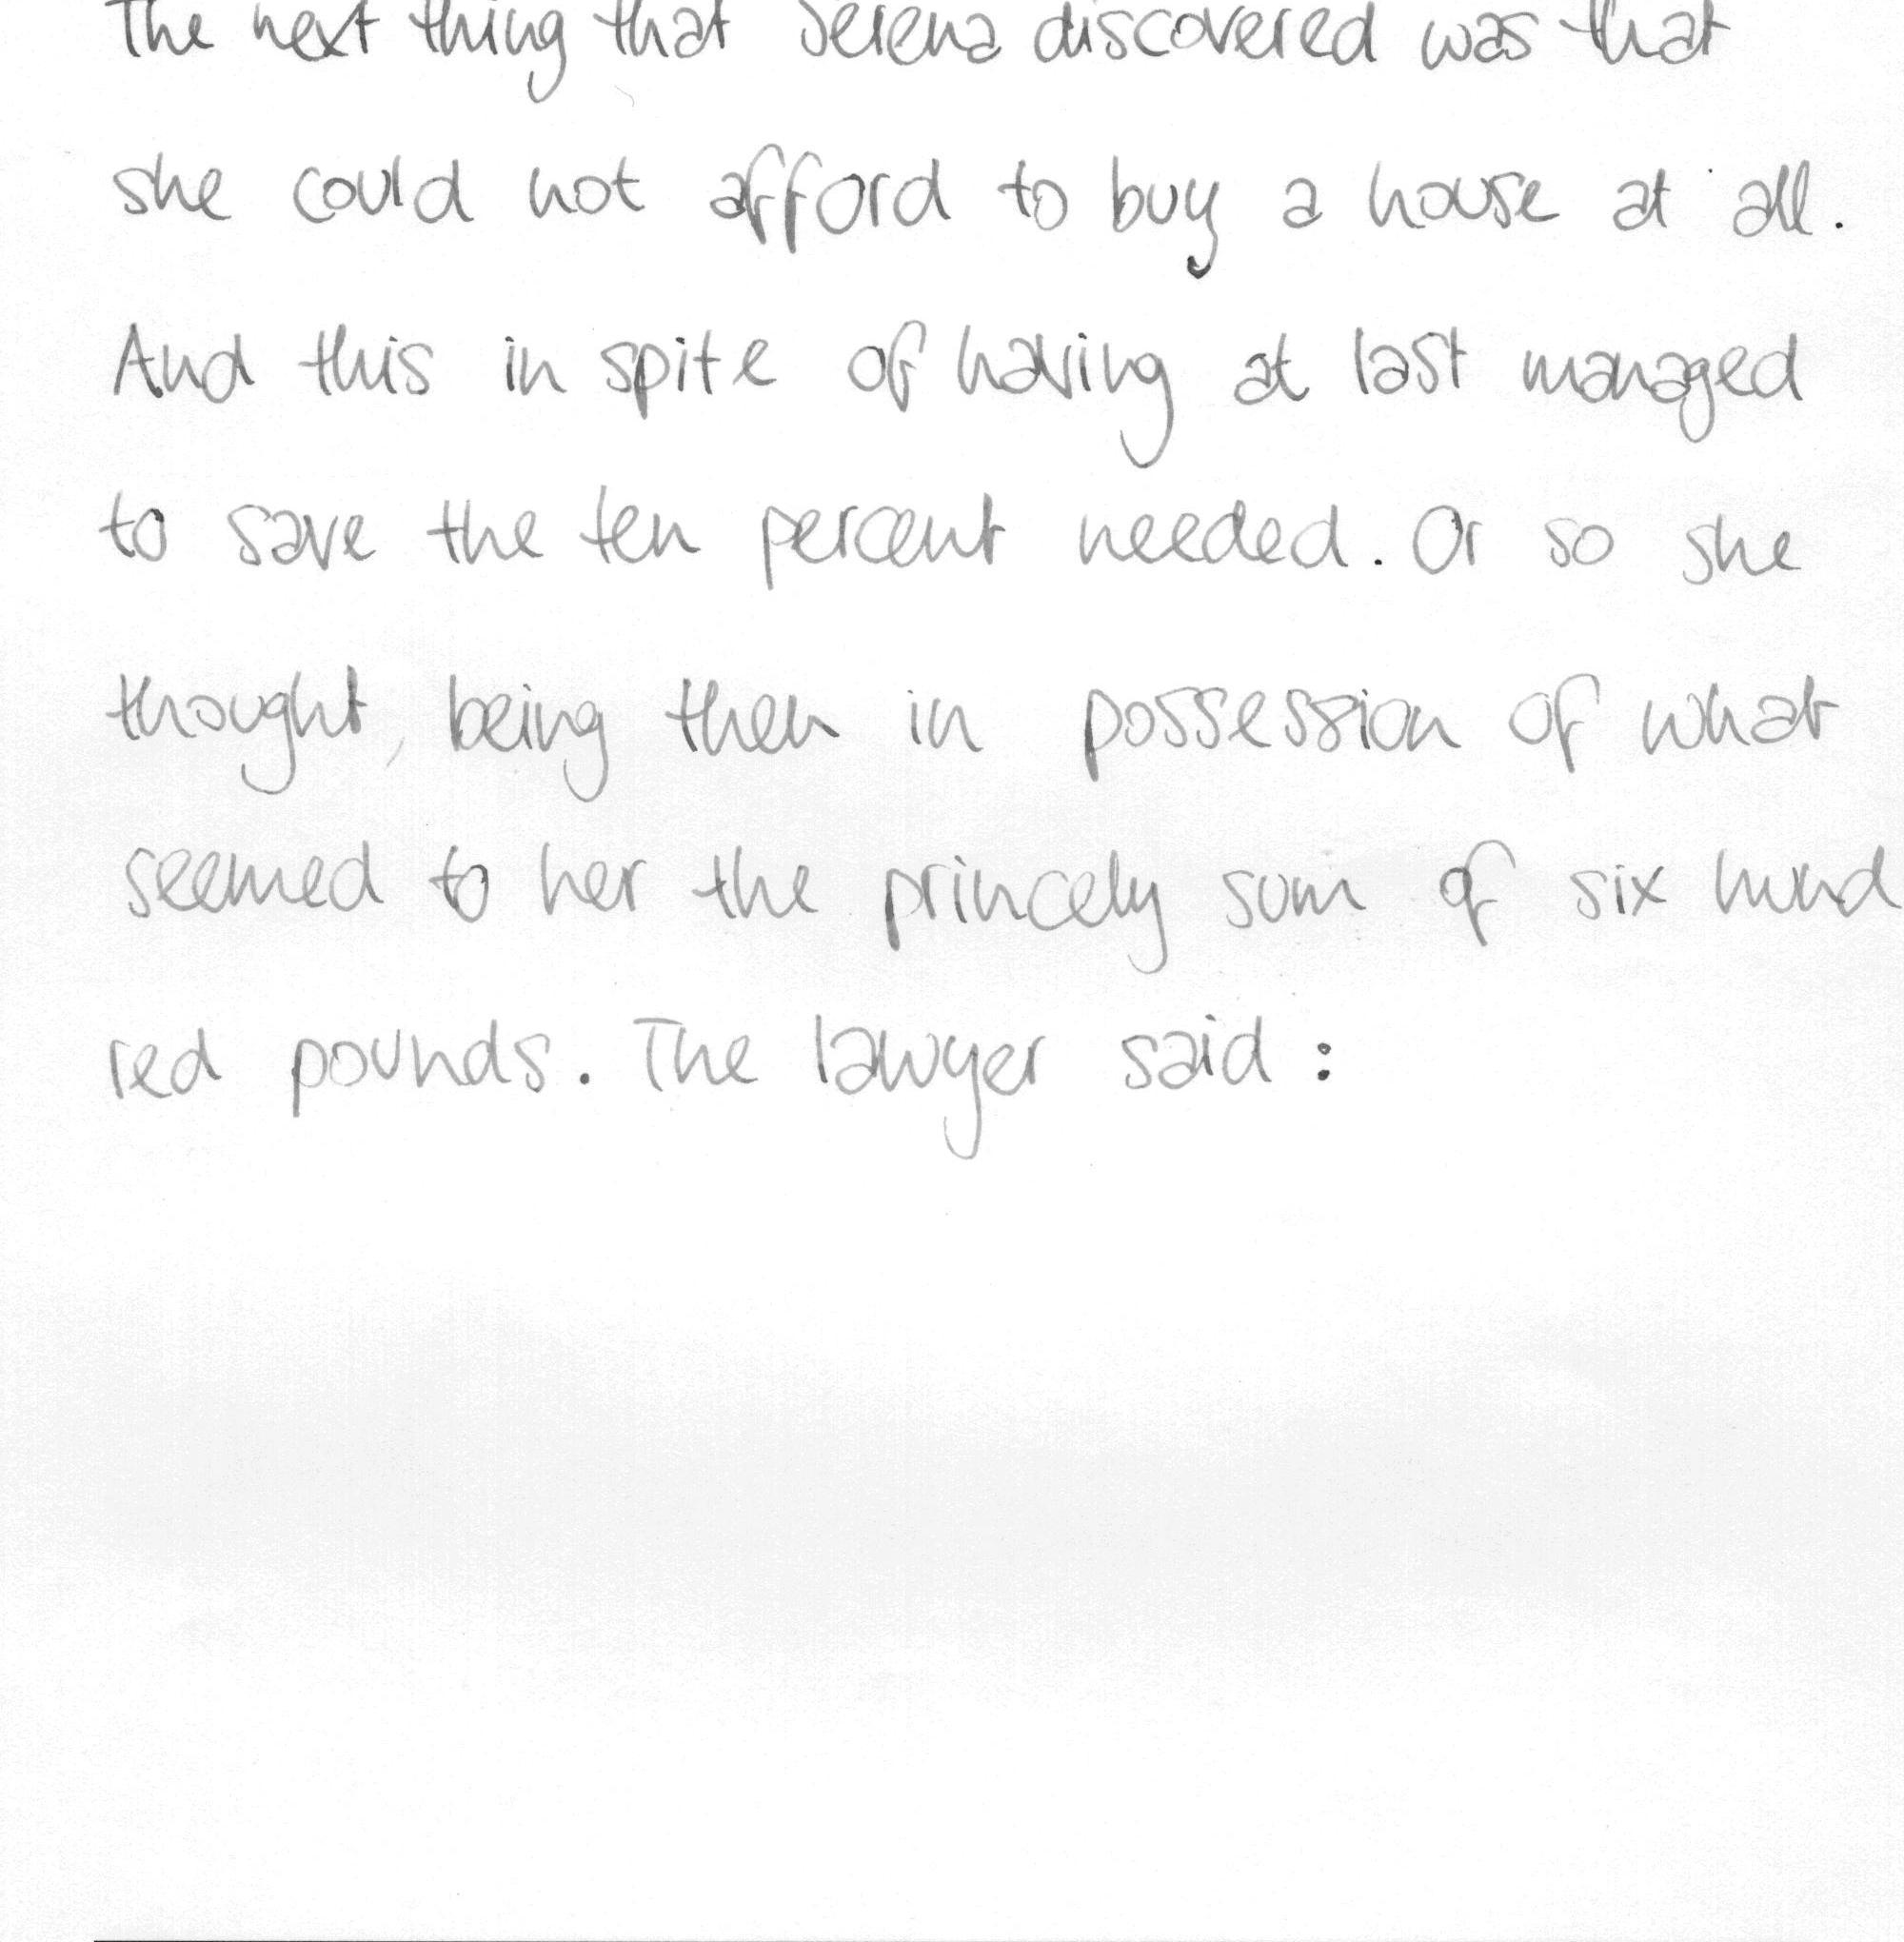 The next thing that Serena discovered was that
she could not afford to buy a house at all.
And this in spite of having at last managed
to save the ten percent needed. Or so she
thought, being then in possession of what
seemed to her the princely sum of six hund
red pounds. The lawyer said :